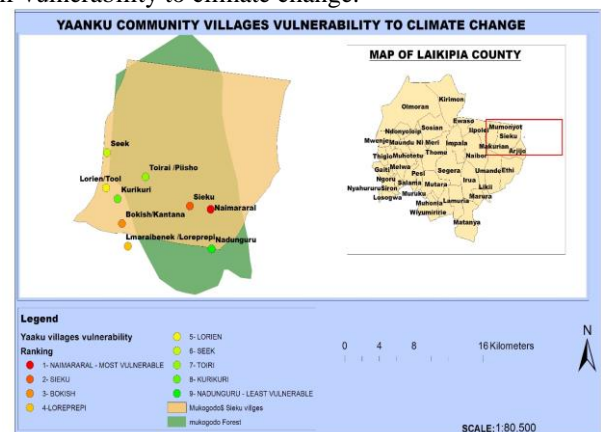 n vulnerability to climate change.
YAANKU COMMUNITY VILLAGES VULNERABILITY TO CLIMATE CHANGE
MAP OF LAIKIPIA COUNTY
Seek
Toirai /Piisho
Lorien/Tool
Kurikuri
Sieku
Naimararal
Bokish/Kantana
Lmaraibenek /Loreprepi
Nadunguru
Kirimon
Olmoran
Ewaso
Mumonyot
Ilpolei
Sieku
Ndonyoloip
Sosian
Makurian
Arjijo
Mwenje
Maundu Ni Meri
Impala
Naibor
Thigio
Muhotetu
Thome
Gaiti
Melwa
Pesi
Segera
Umande
Ethi
Ngoru
Salama
Mutara
Irua
Likii
Nyahururu
Siron
Muruku
Marura
Losogwa
Muhonia
Lamuria
Wiyumiririe
Matanya
Legend
Yaaku villages vulnerability
Ranking
1- NAIMARARAL - MOST VULNERABLE
2- SIEKU
3- BOKISH
4-LOREPREPI
5- LORIEN
6- SEEK
7- TOIRI
8- KURIKURI
9- NADUNGURU - LEAST VULNERABLE
Mukogodo$ Sieku villges
mukogodo Forest
0 4 8 16 Kilometers
N
SCALE:1:80,500